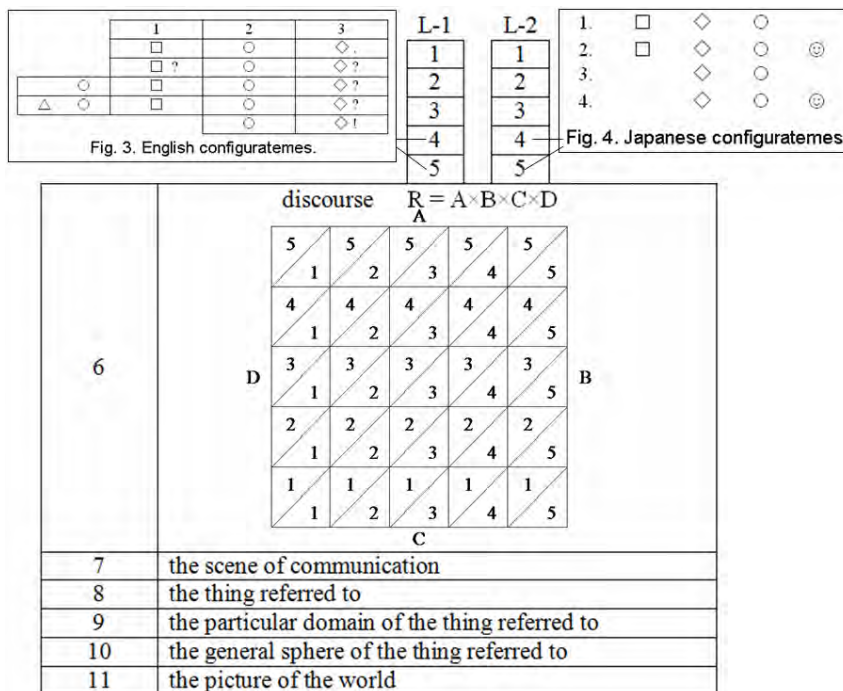 1 2 3
□ ○ ◇.
□ ? ○ ◇?
○ □ ○ ◇?
△ ○ □ ○ ◇?
○ ◇!
Fig. 3. English configuratemes.
L-1 L-2
1 1
2 2
3 3
4 4
5 5
1. □ ◇ ○
2. □ ◇ ○ ☺
3. ◇ ○
4. ◇ ○ ☺
Fig. 4. Japanese configuratemes
discourse R = A×B×C×D
A
5 5 5 5 5
1 2 3 4 5
4 4 4 4 4
1 2 3 4 5
6 D 3 3 3 3 3 B
1 2 3 4 5
2 2 2 2 2
1 2 3 4 5
1 1 1 1 1
1 2 3 4 5
C
7 the scene of communication
8 the thing referred to
9 the particular domain of the thing referred to
10 the general sphere of the thing referred to
11 the picture of the world